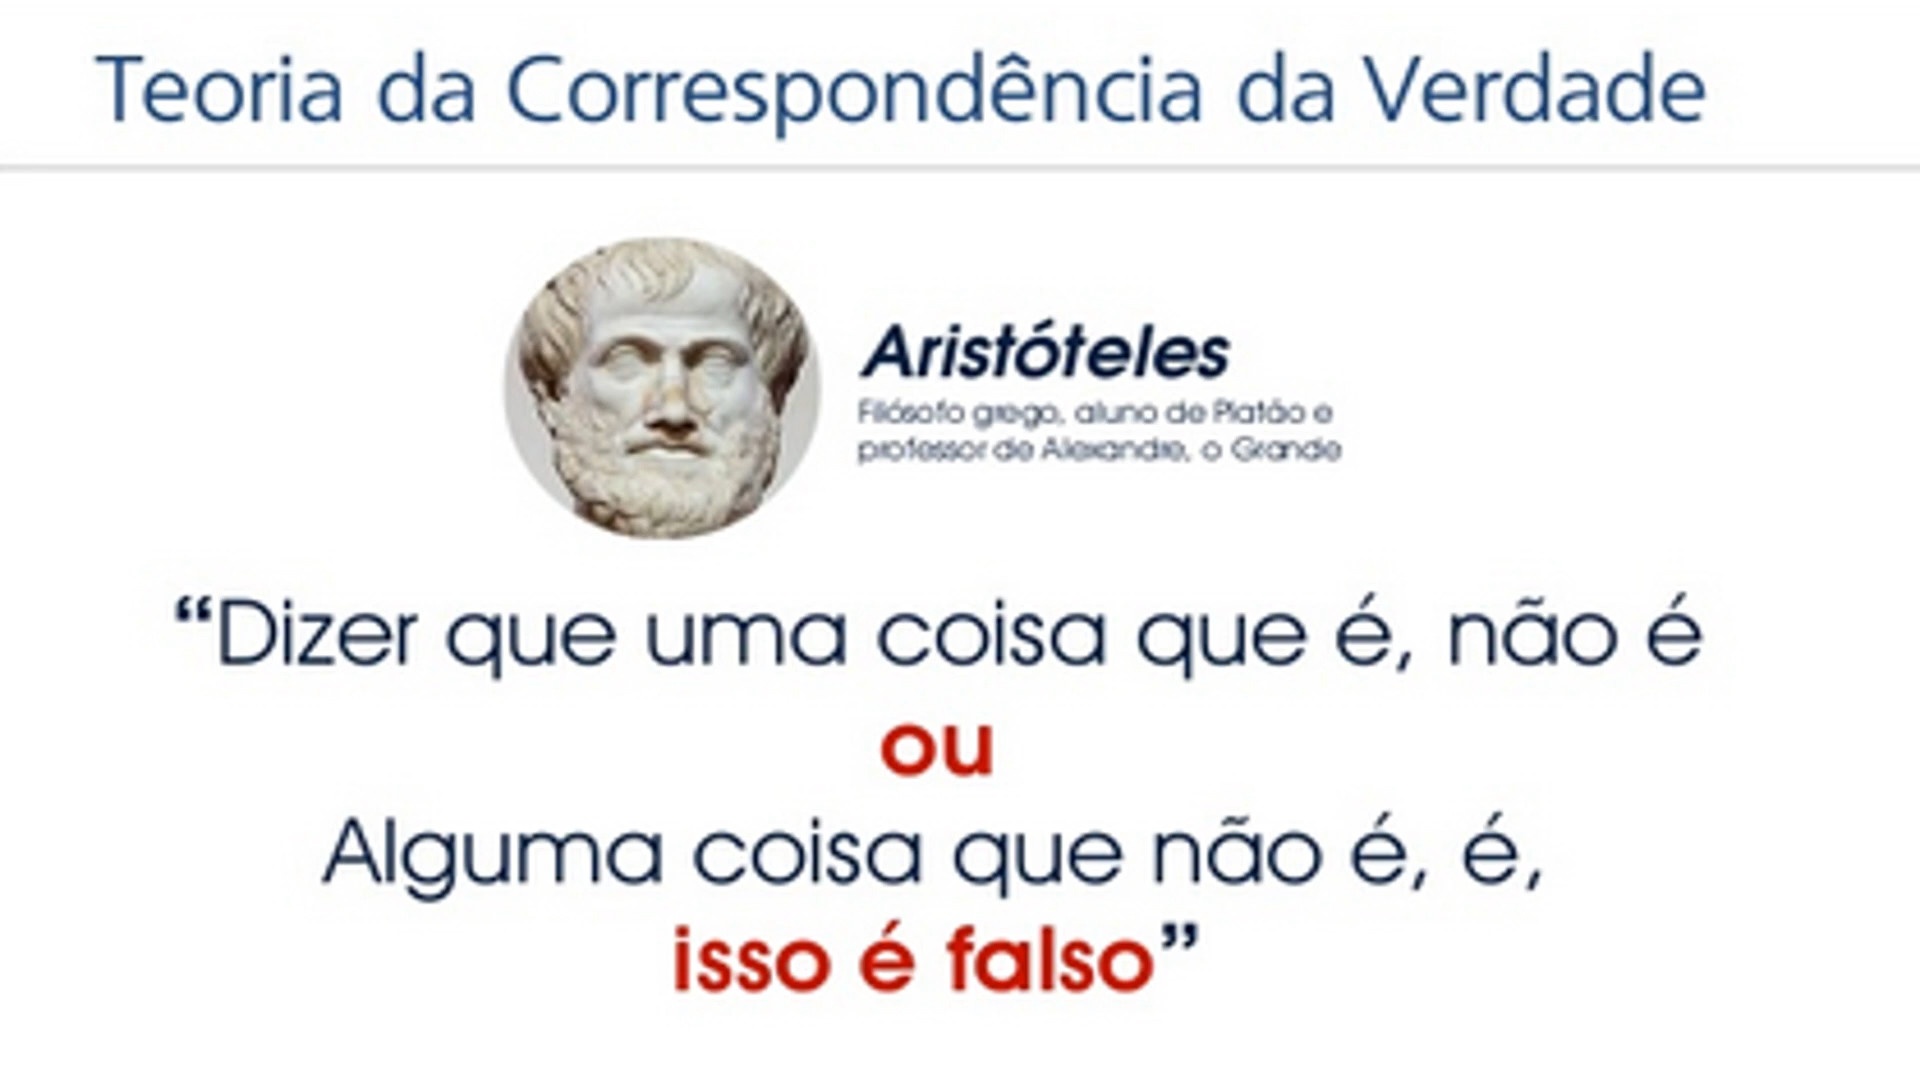 Teoria da Correspondência da Verdade
Aristóteles
Filósofo grego, aluno de Platão e
professor de Alexandre, o Grande
“Dizer que uma coisa que é, não é
ou
Alguma coisa que não é, é,
isso é falso”